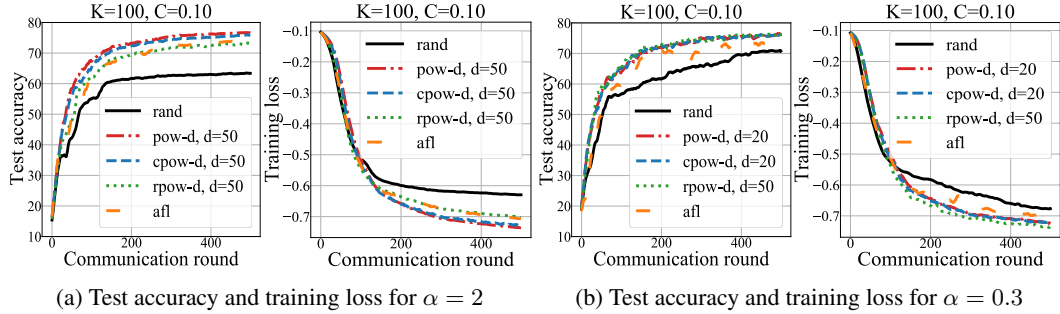 K=100, C=0.10
Test accuracy
80
70
60
50
40
30
20
10
0
200
400
Communication round
rand
pow-d, d=50
cpow-d, d=50
rpow-d, d=50
afl
K=100, C=0.10
Training loss
−0.1
−0.2
−0.3
−0.4
−0.5
−0.6
−0.7
0
200
400
Communication round
rand
pow-d, d=50
cpow-d, d=50
rpow-d, d=50
afl
K=100, C=0.10
Test accuracy
80
70
60
50
40
30
20
10
0
200
400
Communication round
rand
pow-d, d=20
cpow-d, d=20
rpow-d, d=50
afl
K=100, C=0.10
Training loss
−0.1
−0.2
−0.3
−0.4
−0.5
−0.6
−0.7
0
200
400
Communication round
rand
pow-d, d=20
cpow-d, d=20
rpow-d, d=50
afl
(a) Test accuracy and training loss for α = 2
(b) Test accuracy and training loss for α = 0.3